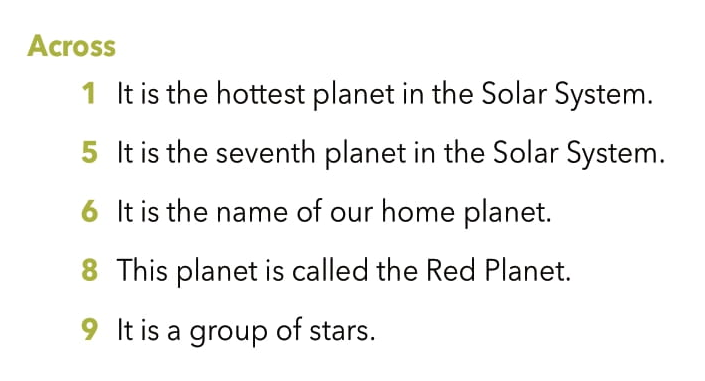 Across
1 It is the hottest planet in the Solar System.
5 It is the seventh planet in the Solar System.
6 It is the name of our home planet.
8 This planet is called the Red Planet.
9 It is a group of stars.